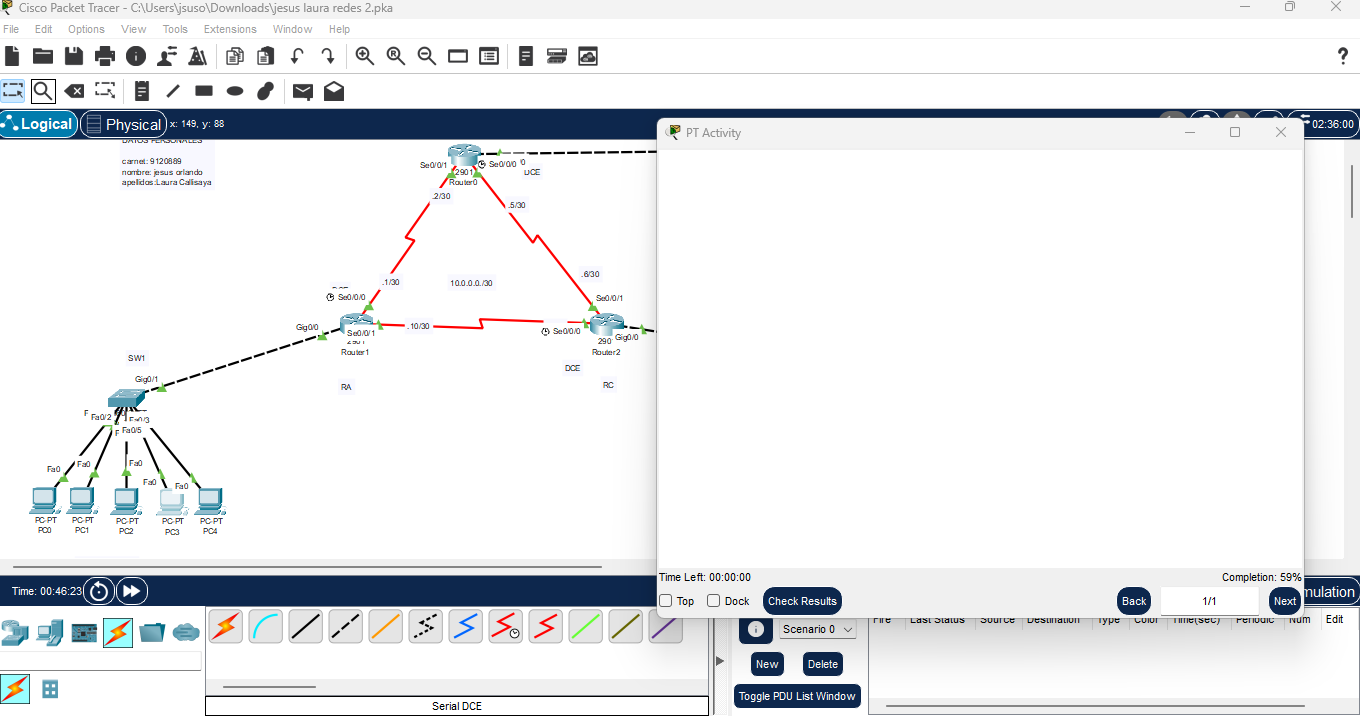 Cisco Packet Tracer - C:\Users\jsuso\Downloads\jesus laura redes 2.pka
File Edit Options View Tools Extensions Window Help
Logical
Physical
x: 149, y: 88
02:36:00
DATOS PERSONALES
carnet: 9120889
nombre: jesus orlando
apellidos:Laura Callisaya
Se0/0/1
Se0/0/0
DCE
2901
Router0
.2/30
.5/30
.1/30
10.0.0.0./30
.6/30
Se0/0/0
Se0/0/1
Gig0/0
Se0/0/1
.10/30
Se0/0/0
Gig0/0
Router1
Router2
SW1
DCE
Gig0/1
RA
RC
Fa0/2
Fa0/3
Fa0/5
Fa0
Fa0
Fa0
Fa0
Fa0
PC-PT
PC0
PC-PT
PC1
PC-PT
PC2
PC-PT
PC3
PC-PT
PC4
PT Activity
Time Left: 00:00:00
Completion: 59%
Top
Dock
Check Results
Back
1/1
Next
Time: 00:46:23
Serial DCE
Scenario 0
New
Delete
Toggle PDU List Window
Fire Last Status Source Destination Type Color Time(sec) Periodic Num Edit